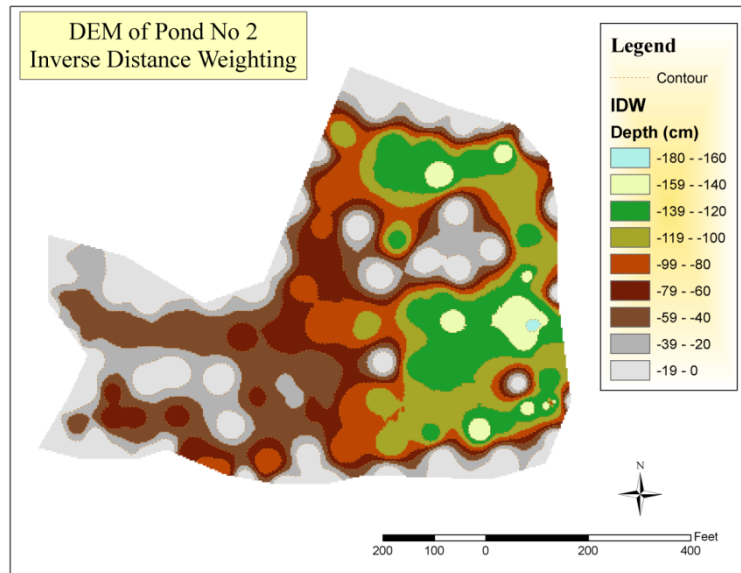 DEM of Pond No 2
Inverse Distance Weighting
Legend
Contour
IDW
Depth (cm)
-180 - -160
-159 - -140
-139 - -120
-119 - -100
-99 - -80
-79 - -60
-59 - -40
-39 - -20
-19 - 0
N
Feet
200 100 0 200 400